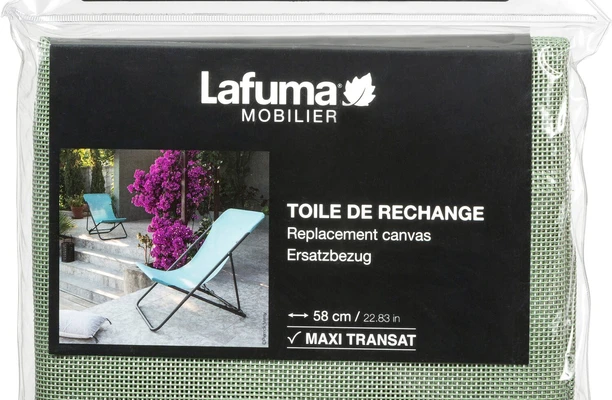 Lafuma®
MOBILIER
TOILE DE RECHANGE
Replacement canvas
Ersatzbezug
↔ 58 cm / 22.83 in
✓ MAXI TRANSAT